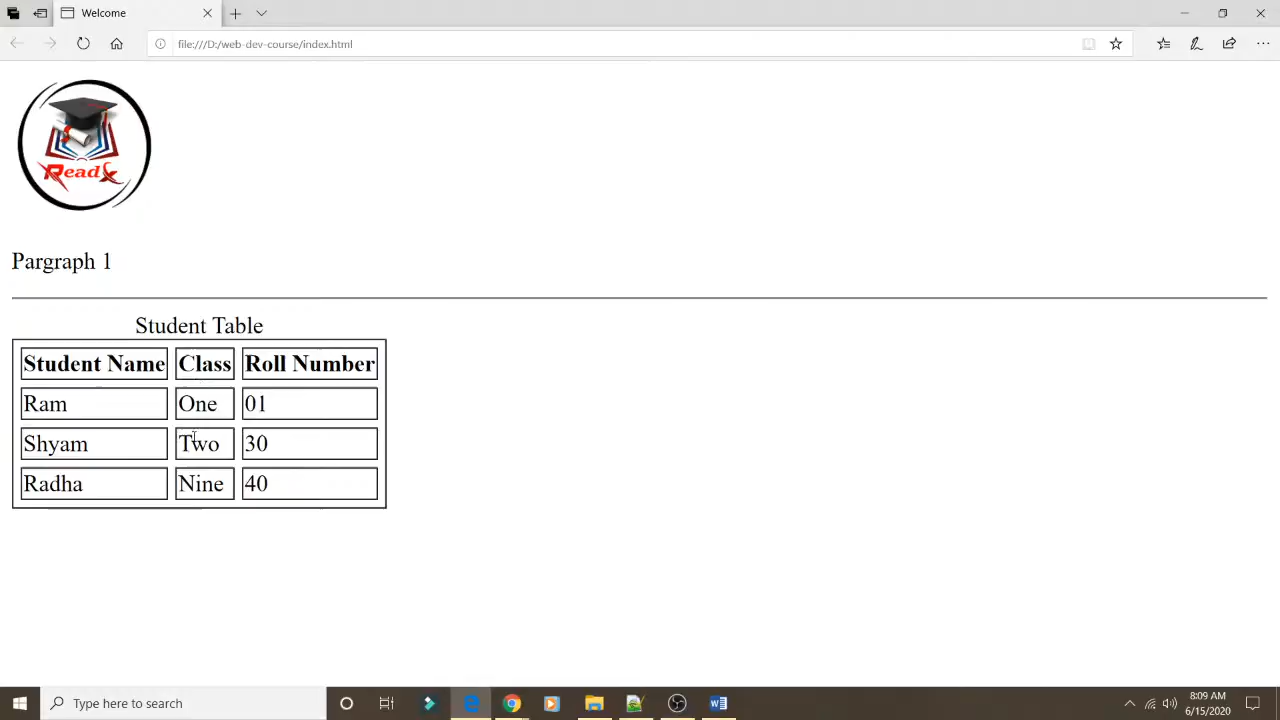 Welcome
file:///D:/web-dev-course/index.html
Read
Pargraph 1
Student Table
Student Name Class Roll Number
Ram One 01
Shyam Two 30
Radha Nine 40
Type here to search
8:09 AM
6/15/2020